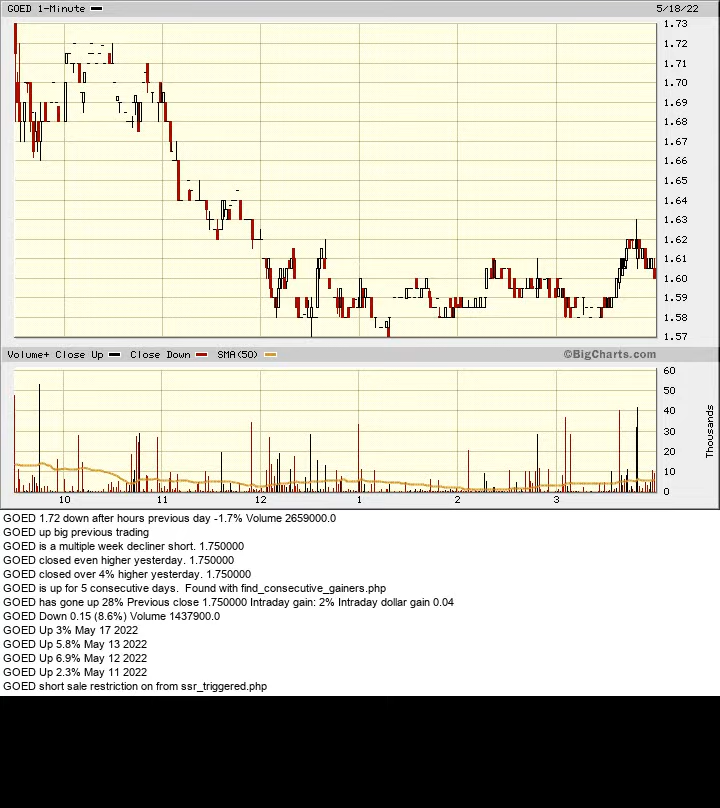 GOED 1-Minute 5/18/22
1.73
1.72
1.71
1.70
1.69
1.68
1.67
1.66
1.65
1.64
1.63
1.62
1.61
1.60
1.59
1.58
1.57
Volume+ Close Up Close Down SMA(50) ©BigCharts.com
60
50
40
30
20
10
0
Thousands
10 11 12 1 2 3
GOED 1.72 down after hours previous day -1.7% Volume 2659000.0
GOED up big previous trading
GOED is a multiple week decliner short. 1.750000
GOED closed even higher yesterday. 1.750000
GOED closed over 4% higher yesterday. 1.750000
GOED is up for 5 consecutive days. Found with find_consecutive_gainers.php
GOED has gone up 28% Previous close 1.750000 Intraday gain: 2% Intraday dollar gain 0.04
GOED Down 0.15 (8.6%) Volume 1437900.0
GOED Up 3% May 17 2022
GOED Up 5.8% May 13 2022
GOED Up 6.9% May 12 2022
GOED Up 2.3% May 11 2022
GOED short sale restriction on from ssr_triggered.php